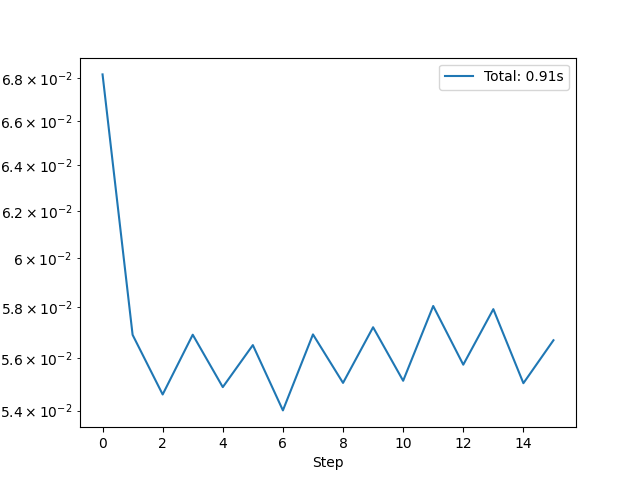 Total: 0.91s
6.8 × 10⁻²
6.6 × 10⁻²
6.4 × 10⁻²
6.2 × 10⁻²
6 × 10⁻²
5.8 × 10⁻²
5.6 × 10⁻²
5.4 × 10⁻²
0 2 4 6 8 10 12 14
Step